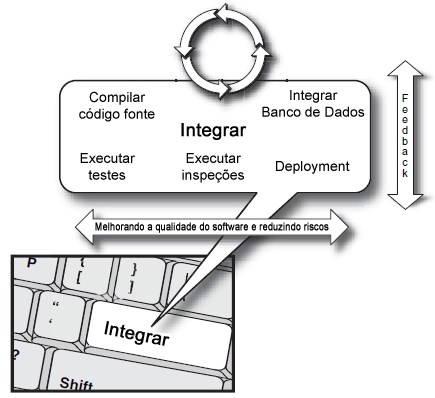 Compilar
código fonte
Integrar
Banco de Dados
Integrar
Executar
testes
Executar
inspeções
Deployment
Feedback
Melhorando a qualidade do software e reduzindo riscos
P
{
[
}
]
|
“
‘
Integrar
?
Shift